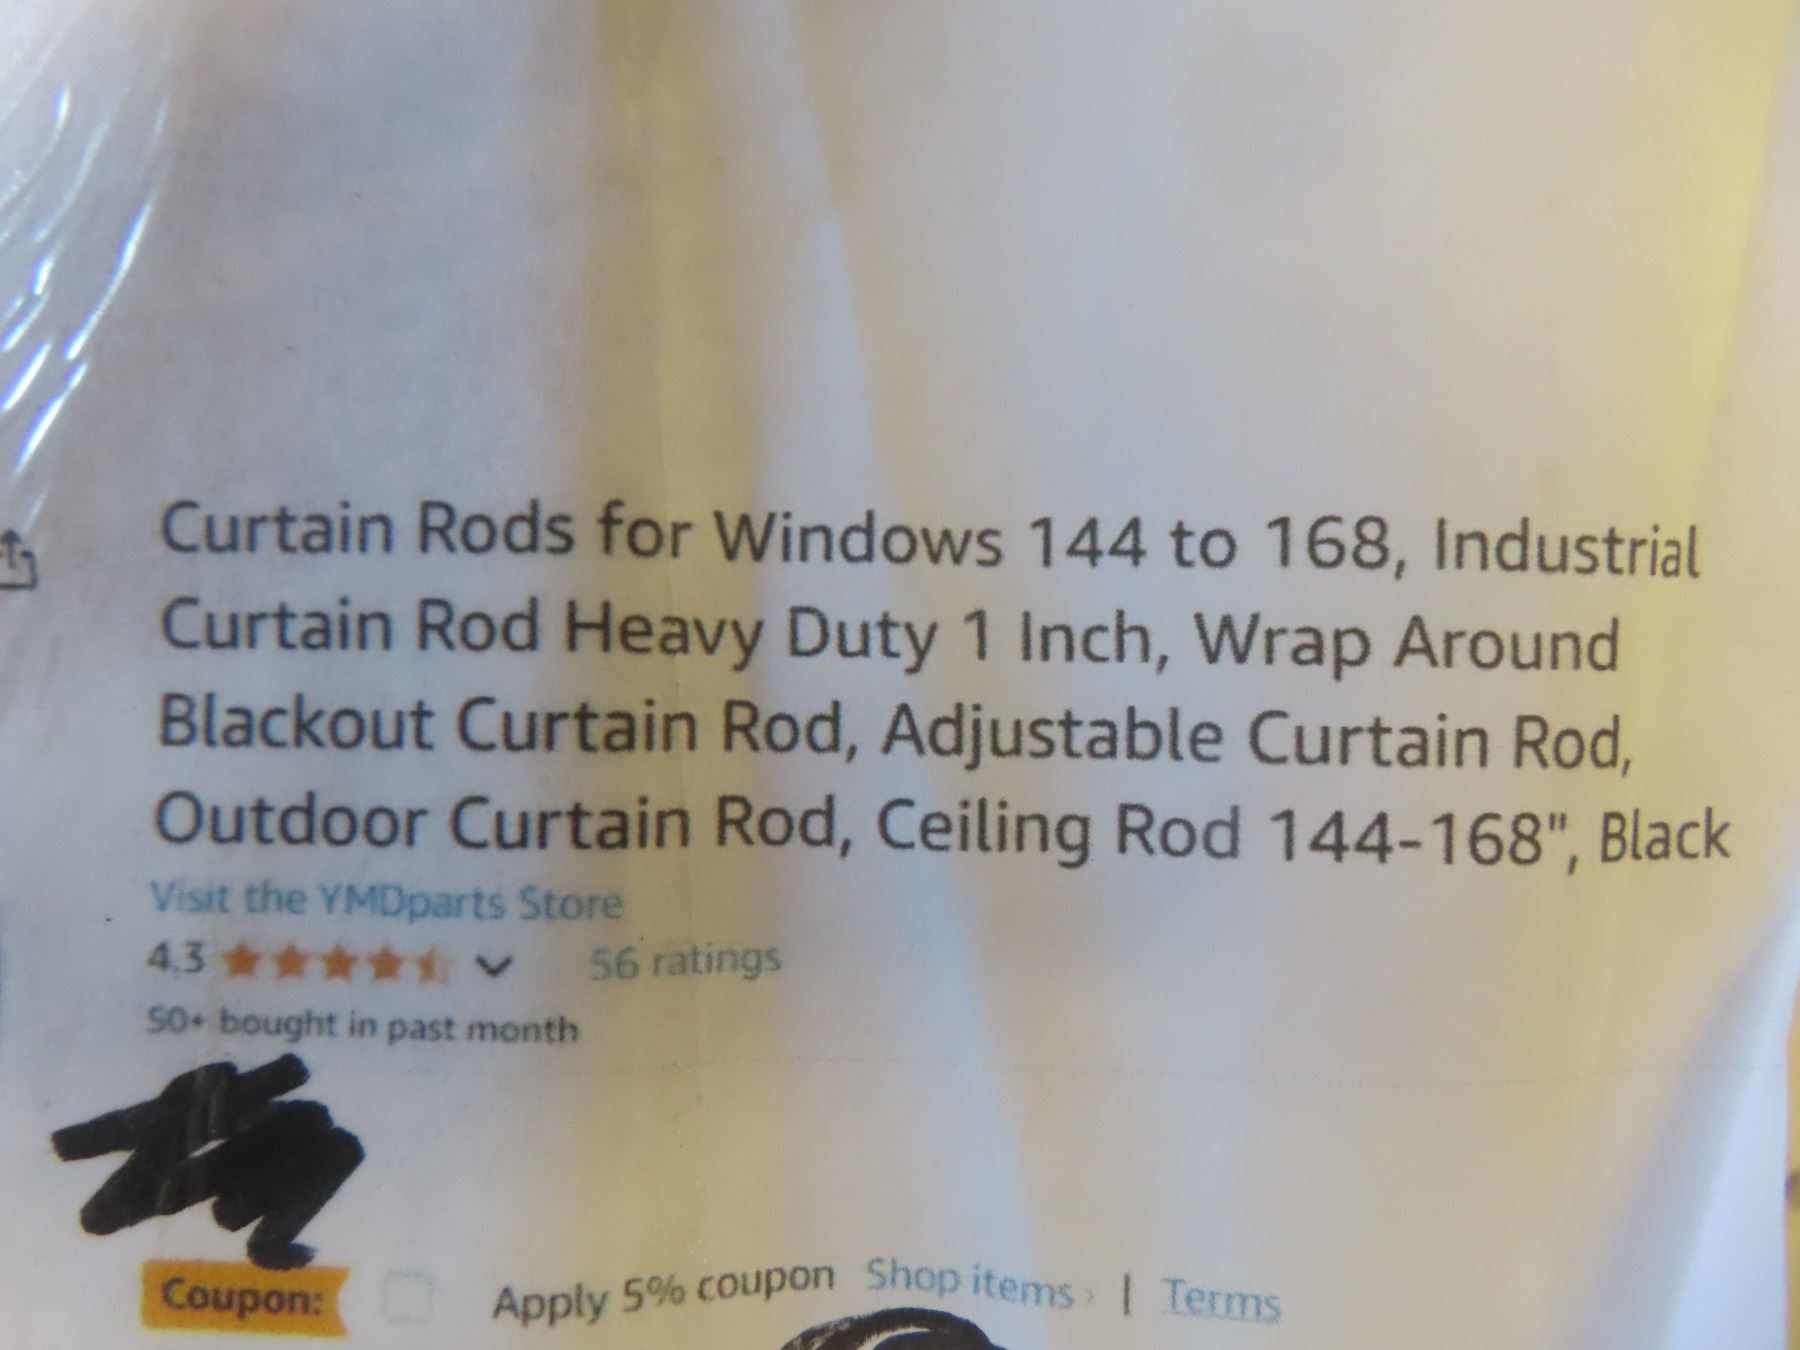 Curtain Rods for Windows 144 to 168, Industrial
Curtain Rod Heavy Duty 1 Inch, Wrap Around
Blackout Curtain Rod, Adjustable Curtain Rod,
Outdoor Curtain Rod, Ceiling Rod 144-168", Black
Visit the YMDparts Store
4.3 56 ratings
50+ bought in past month
Coupon: Apply 5% coupon Shop items › | Terms